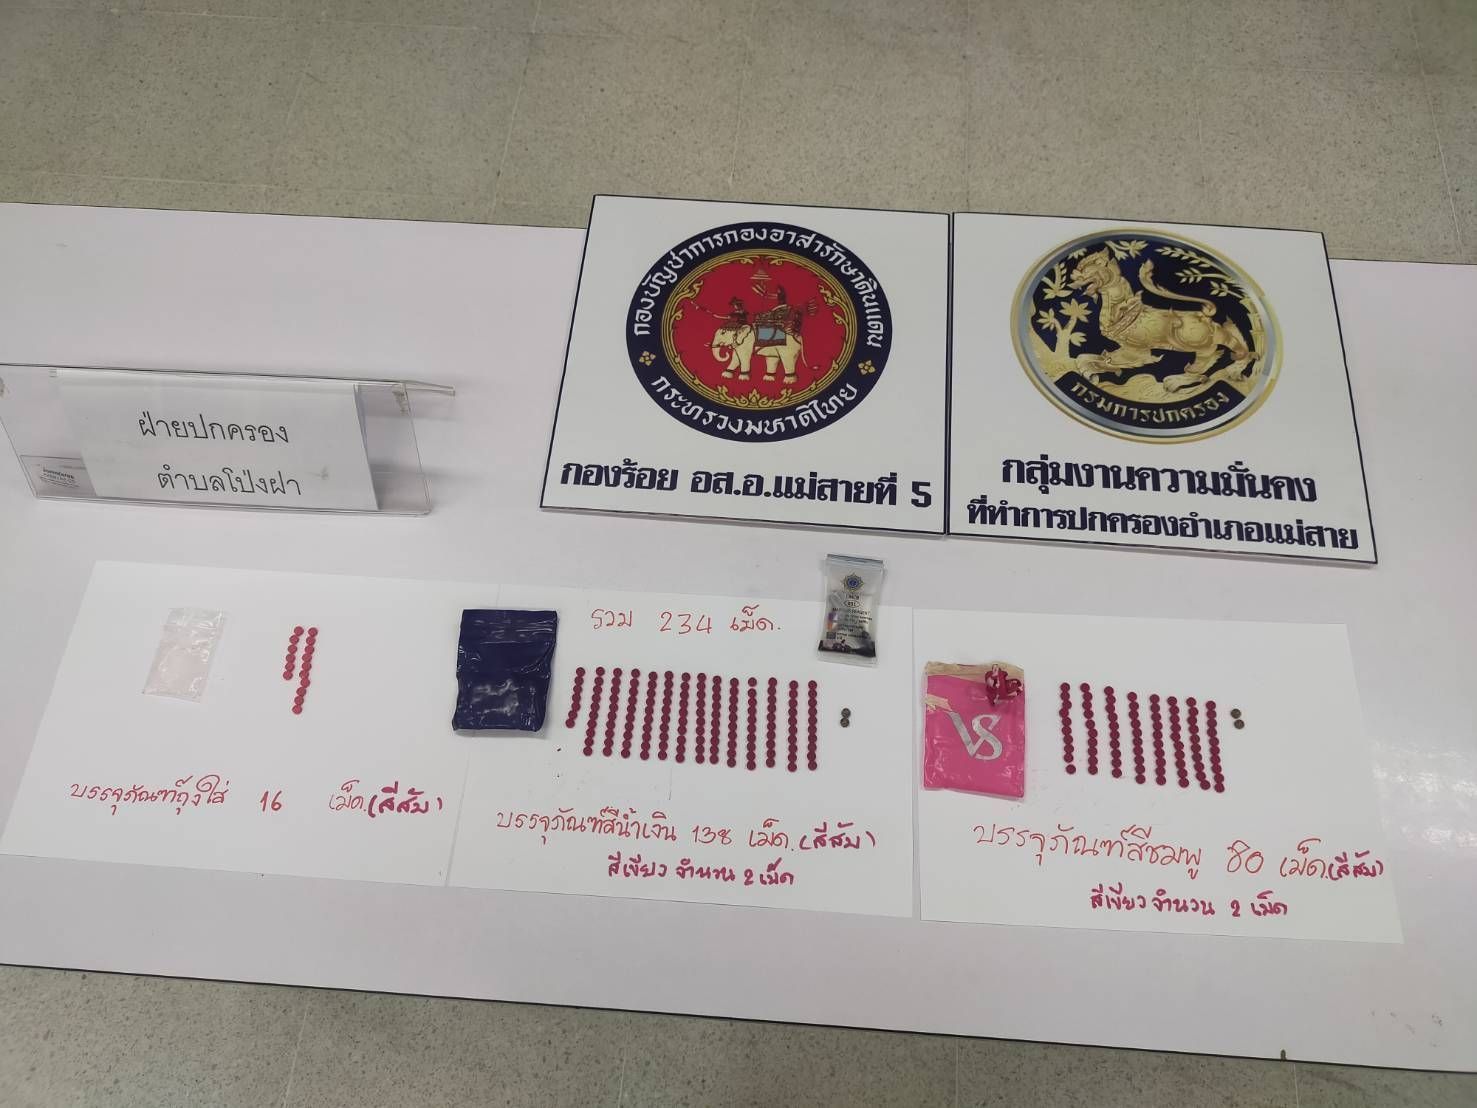 กองบัญชาการกองอาสารักษาดินแดน
กระทรวงมหาดไทย
กองร้อย อส.อ.แม่สายที่ 5
กรมการปกครอง
กลุ่มงานความมั่นคง
ที่ทำการปกครองอำเภอแม่สาย
ฝ่ายปกครอง
ตำบลโป่งผา
รวม 234 เม็ด.
บรรจุภัณฑ์ถุงใส 16 เม็ด.(สีส้ม)
บรรจุภัณฑ์สีน้ำเงิน 138 เม็ด.(สีส้ม)
สีเขียว จำนวน 2 เม็ด
VS
บรรจุภัณฑ์สีชมพู 80 เม็ด.(สีส้ม)
สีเขียว จำนวน 2 เม็ด